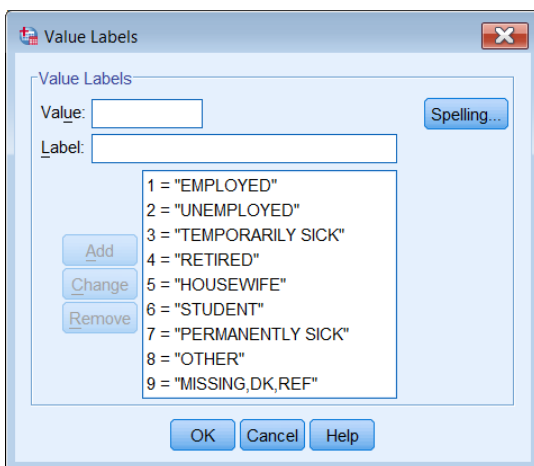 Value Labels
Value Labels
Value:
Spelling...
Label:
1 = "EMPLOYED"
2 = "UNEMPLOYED"
3 = "TEMPORARILY SICK"
4 = "RETIRED"
5 = "HOUSEWIFE"
6 = "STUDENT"
7 = "PERMANENTLY SICK"
8 = "OTHER"
9 = "MISSING,DK,REF"
Add
Change
Remove
OK Cancel Help